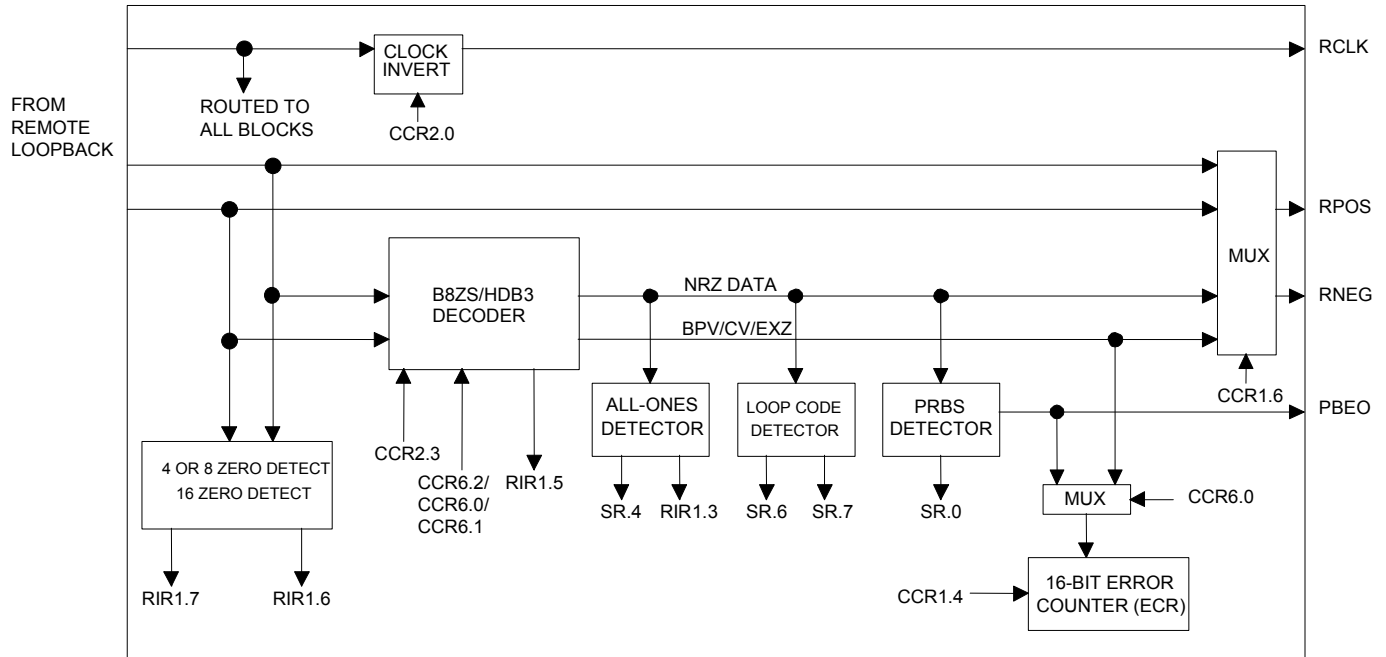 CLOCK
INVERT
RCLK
FROM
REMOTE
LOOPBACK
ROUTED TO
ALL BLOCKS
CCR2.0
RPOS
MUX
B8ZS/HDB3
DECODER
NRZ DATA
RNEG
BPV/CV/EXZ
CCR1.6
ALL-ONES
DETECTOR
LOOP CODE
DETECTOR
PRBS
DETECTOR
PBEO
4 OR 8 ZERO DETECT
16 ZERO DETECT
CCR2.3
CCR6.2/
CCR6.0/
CCR6.1
RIR1.5
SR.4
RIR1.3
SR.6
SR.7
SR.0
MUX
CCR6.0
RIR1.7
RIR1.6
CCR1.4
16-BIT ERROR
COUNTER (ECR)